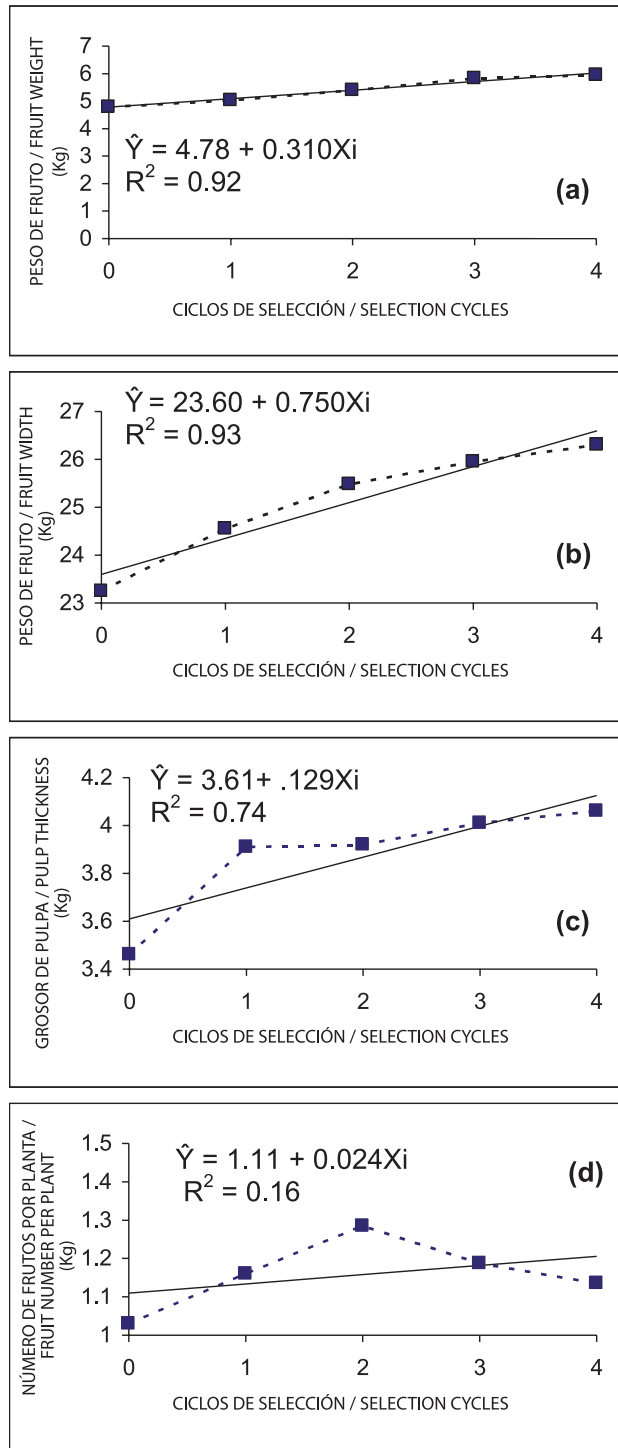 PESO DE FRUTO / FRUIT WEIGHT
(Kg)
7
6
5
4
3
2
1
0
Ŷ = 4.78 + 0.310Xi
R² = 0.92
(a)
0 1 2 3 4
CICLOS DE SELECCIÓN / SELECTION CYCLES
PESO DE FRUTO / FRUIT WIDTH
(Kg)
27
26
25
24
23
Ŷ = 23.60 + 0.750Xi
R² = 0.93
(b)
0 1 2 3 4
CICLOS DE SELECCIÓN / SELECTION CYCLES
GROSOR DE PULPA / PULP THICKNESS
(Kg)
4.2
4
3.8
3.6
3.4
Ŷ = 3.61+ .129Xi
R² = 0.74
(c)
0 1 2 3 4
CICLOS DE SELECCIÓN / SELECTION CYCLES
NÚMERO DE FRUTOS POR PLANTA /
FRUIT NUMBER PER PLANT
(Kg)
1.5
1.4
1.3
1.2
1.1
1
Ŷ = 1.11 + 0.024Xi
R² = 0.16
(d)
0 1 2 3 4
CICLOS DE SELECCIÓN / SELECTION CYCLES